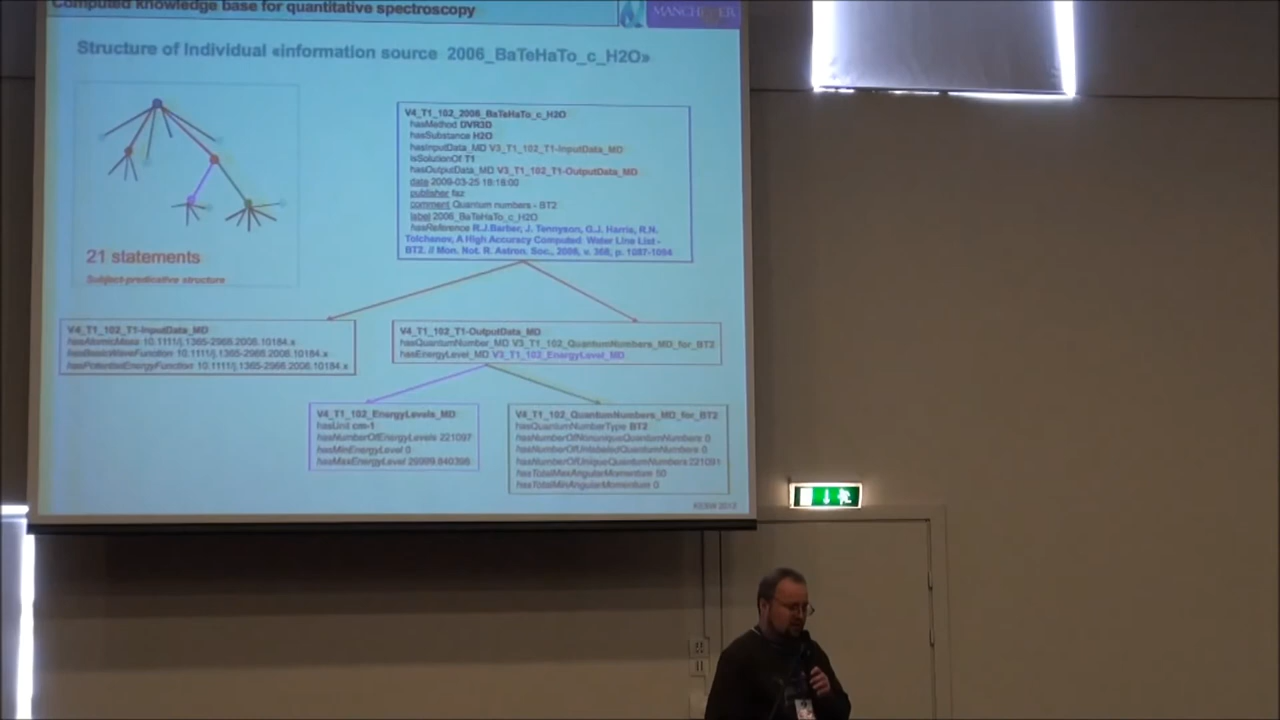 Computed knowledge base for quantitative spectroscopy
MANCHESTER
Structure of Individual «information source 2006_BaTeHaTo_c_H2O»
V4_T1_102_2006_BaTeHaTo_c_H2O
hasMethod DVR3D
hasSubstance H2O
hasInputData_MD V3_T1_102_T1-InputData_MD
isSolutionOf T1
hasOutputData_MD V3_T1_102_T1-OutputData_MD
date 2009-03-25 18:18:00
publisher faz
comment Quantum numbers - BT2
label 2006_BaTeHaTo_c_H2O
hasReference R.J.Barber, J. Tennyson, G.J. Harris, R.N.
Tolchenov, A High Accuracy Computed Water Line List -
BT2. // Mon. Not. R. Astron. Soc., 2006, v. 368, p. 1087-1094
21 statements
Subject-predicative structure
V4_T1_102_T1-InputData_MD
hasAtomicMass 10.1111/j.1365-2966.2006.10184.x
hasBasicWaveFunction 10.1111/j.1365-2966.2006.10184.x
hasPotentialEnergyFunction 10.1111/j.1365-2966.2006.10184.x
V4_T1_102_T1-OutputData_MD
hasQuantumNumber_MD V3_T1_102_QuantumNumbers_MD_for_BT2
hasEnergyLevel_MD V3_T1_102_EnergyLevel_MD
V4_T1_102_EnergyLevels_MD
hasUnit cm-1
hasNumberOfEnergyLevels 221097
hasMinEnergyLevel 0
hasMaxEnergyLevel 29999.840398
V4_T1_102_QuantumNumbers_MD_for_BT2
hasQuantumNumberType BT2
hasNumberOfNonuniqueQuantumNumbers 0
hasNumberOfUnlabeledQuantumNumbers 0
hasNumberOfUniqueQuantumNumbers 221091
hasTotalMaxAngularMomentum 50
hasTotalMinAngularMomentum 0
KESW 2012